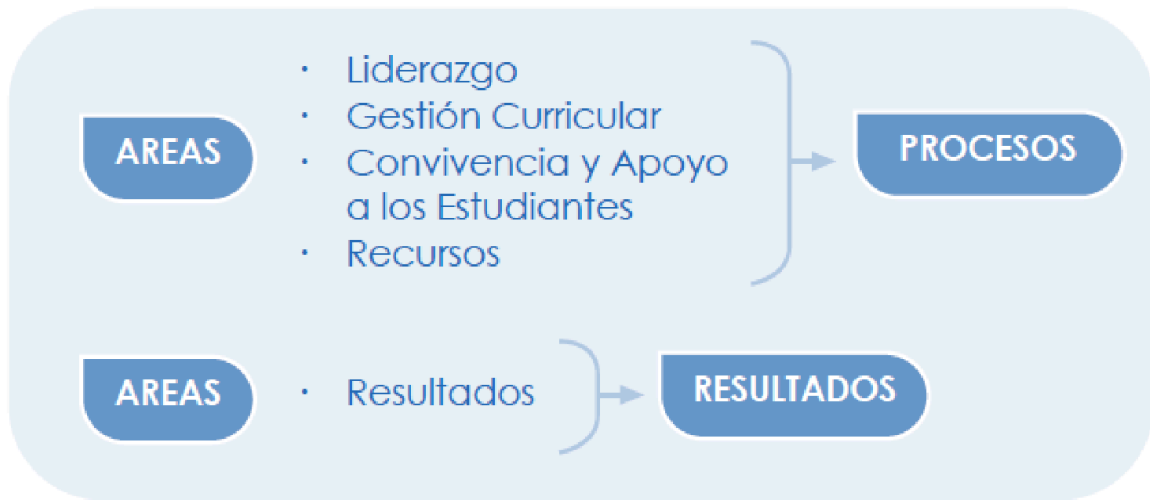 AREAS
· Liderazgo
· Gestión Curricular
· Convivencia y Apoyo
a los Estudiantes
· Recursos
PROCESOS
AREAS
· Resultados
RESULTADOS